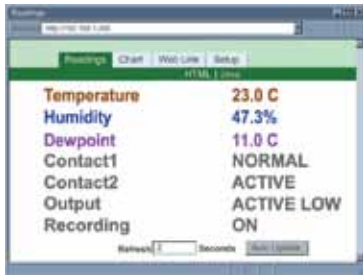 Readings
Readings Chart Web Link Setup
HTML
Temperature 23.0 C
Humidity 47.3%
Dewpoint 11.0 C
Contact1 NORMAL
Contact2 ACTIVE
Output ACTIVE LOW
Recording ON
Refresh Seconds